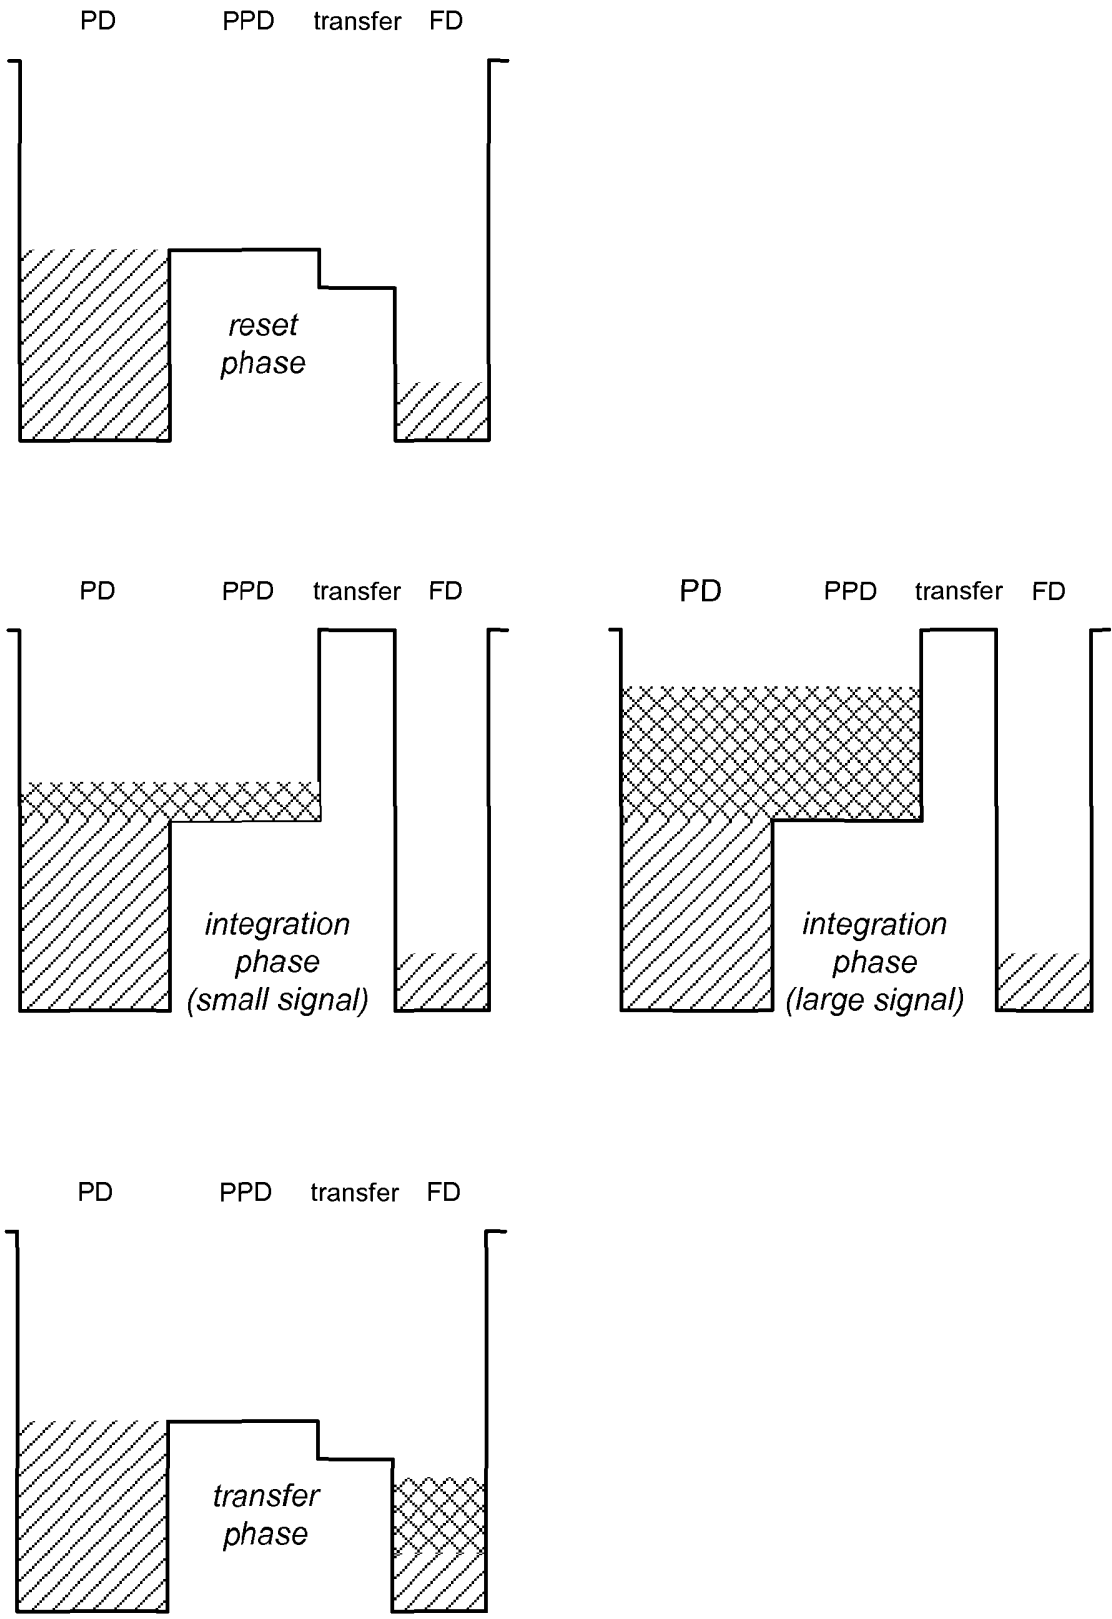 PD PPD transfer FD
reset
phase
PD PPD transfer FD
integration
phase
(small signal)
PD PPD transfer FD
integration
phase
(large signal)
PD PPD transfer FD
transfer
phase